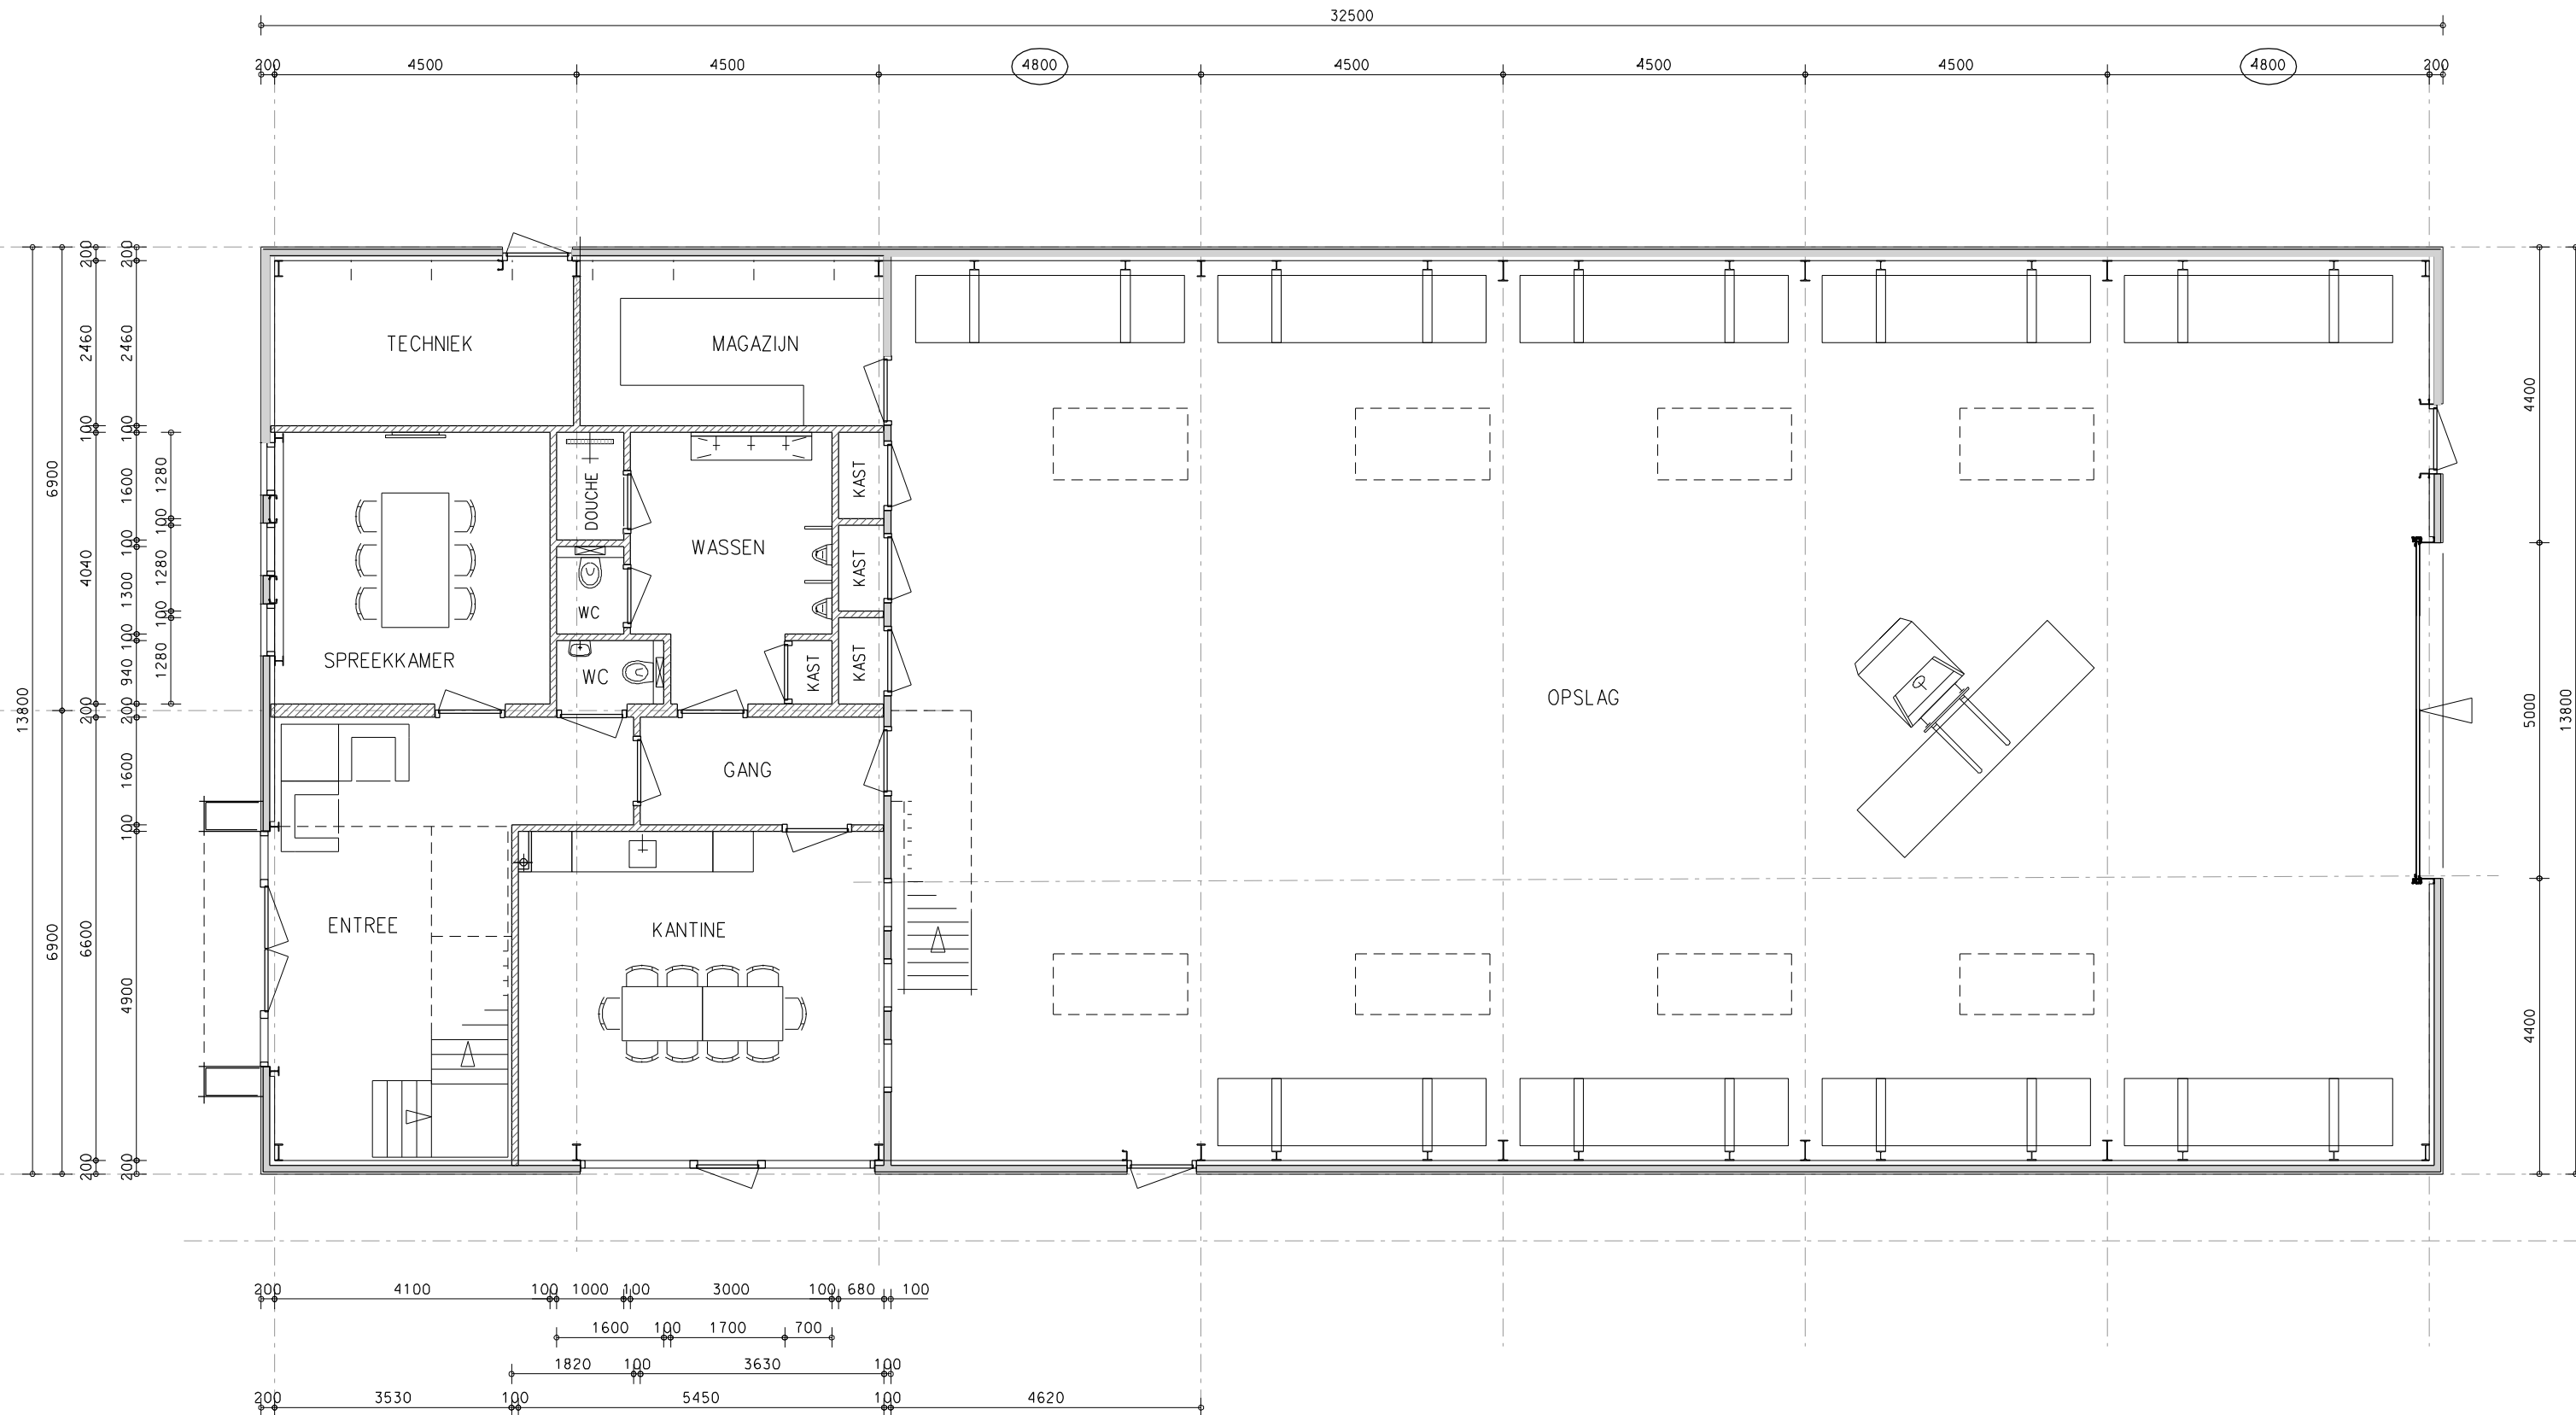 32500
200 4500 4500 4800 4500 4500 4500 4800 200
13800
6900 6900
200 2460 100 4040 200 6600 200
200 2460 100 1600 100 1300 100 940 200 1600 100 4900 200
1280 100 1280 100 1280
TECHNIEK
MAGAZIJN
DOUCHE
KAST
WASSEN
KAST
WC
SPREEKKAMER
WC
KAST
KAST
OPSLAG
GANG
ENTREE
KANTINE
4400 5000 4400
13800
200 4100 100 1000 100 3000 100 680 100
1600 100 1700 700
1820 100 3630 100
200 3530 100 5450 100 4620